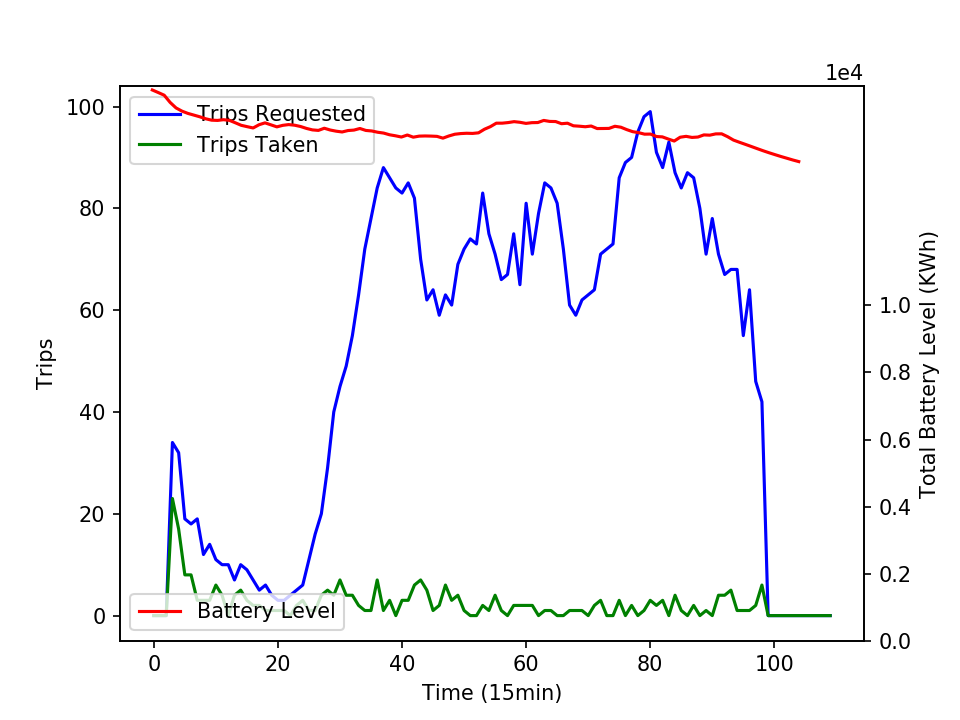 1e4
Trips Requested
Trips Taken
Battery Level
100
80
60
40
20
0
Trips
1.0
0.8
0.6
0.4
0.2
0.0
Total Battery Level (KWh)
0 20 40 60 80 100
Time (15min)